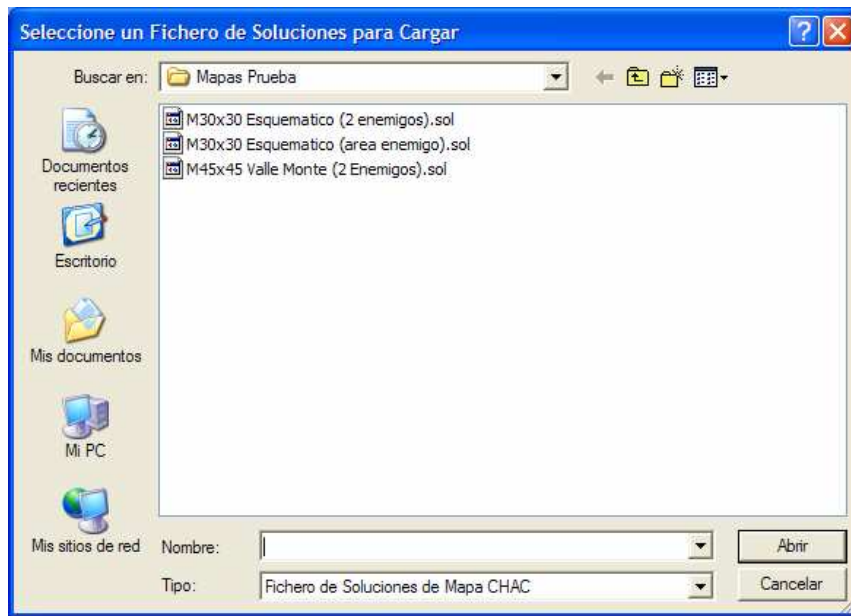 Seleccione un Fichero de Soluciones para Cargar
Buscar en: Mapas Prueba
M30x30 Esquematico (2 enemigos).sol
M30x30 Esquematico (area enemigo).sol
M45x45 Valle Monte (2 Enemigos).sol
Documentos
recientes
Escritorio
Mis documentos
Mi PC
Mis sitios de red
Nombre:
Abrir
Tipo: Fichero de Soluciones de Mapa CHAC
Cancelar